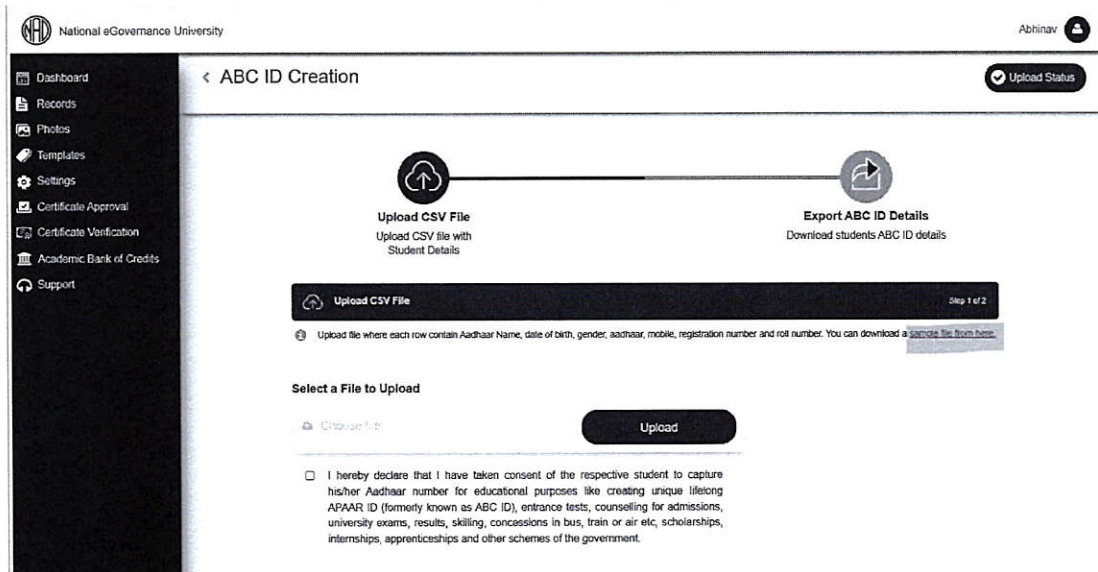 NAD National eGovernance University
Abhinav
Dashboard
Records
Photos
Templates
Settings
Certificate Approval
Certificate Verification
Academic Bank of Credits
Support
< ABC ID Creation
Upload Status
Upload CSV File
Upload CSV file with
Student Details
Export ABC ID Details
Download students ABC ID details
Upload CSV File
Step 1 of 2
Upload file where each row contain Aadhaar Name, date of birth, gender, aadhaar, mobile, registration number and roll number. You can download a sample file from here.
Select a File to Upload
Choose file
Upload
I hereby declare that I have taken consent of the respective student to capture
his/her Aadhaar number for educational purposes like creating unique lifelong
APAAR ID (formerly known as ABC ID), entrance tests, counselling for admissions,
university exams, results, skilling, concessions in bus, train or air etc, scholarships,
internships, apprenticeships and other schemes of the government.